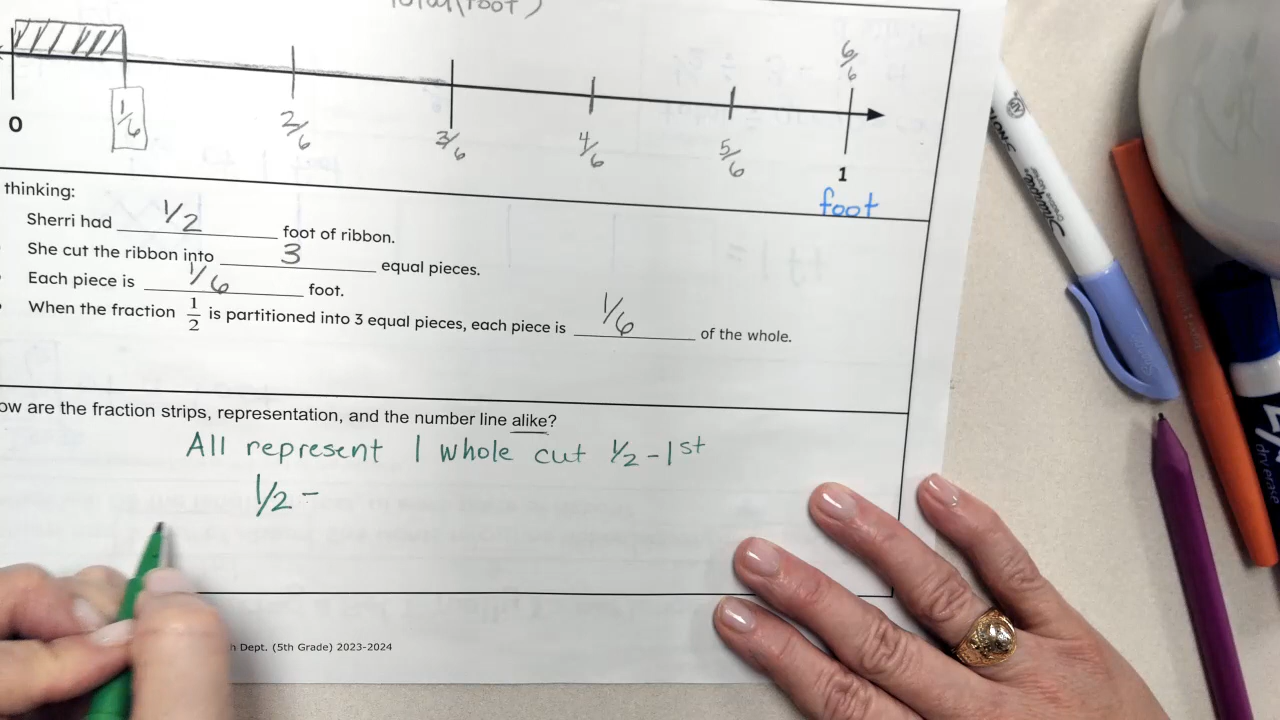 Total (foot)
6/6
0
1/6
2/6
3/6
4/6
5/6
1
foot
thinking:
Sherri had 1/2 foot of ribbon.
She cut the ribbon into 3 equal pieces.
Each piece is 1/6 foot.
When the fraction 1/2 is partitioned into 3 equal pieces, each piece is 1/6 of the whole.
ow are the fraction strips, representation, and the number line alike?
All represent 1 whole cut 1/2 - 1st
1/2 -
h Dept. (5th Grade) 2023-2024